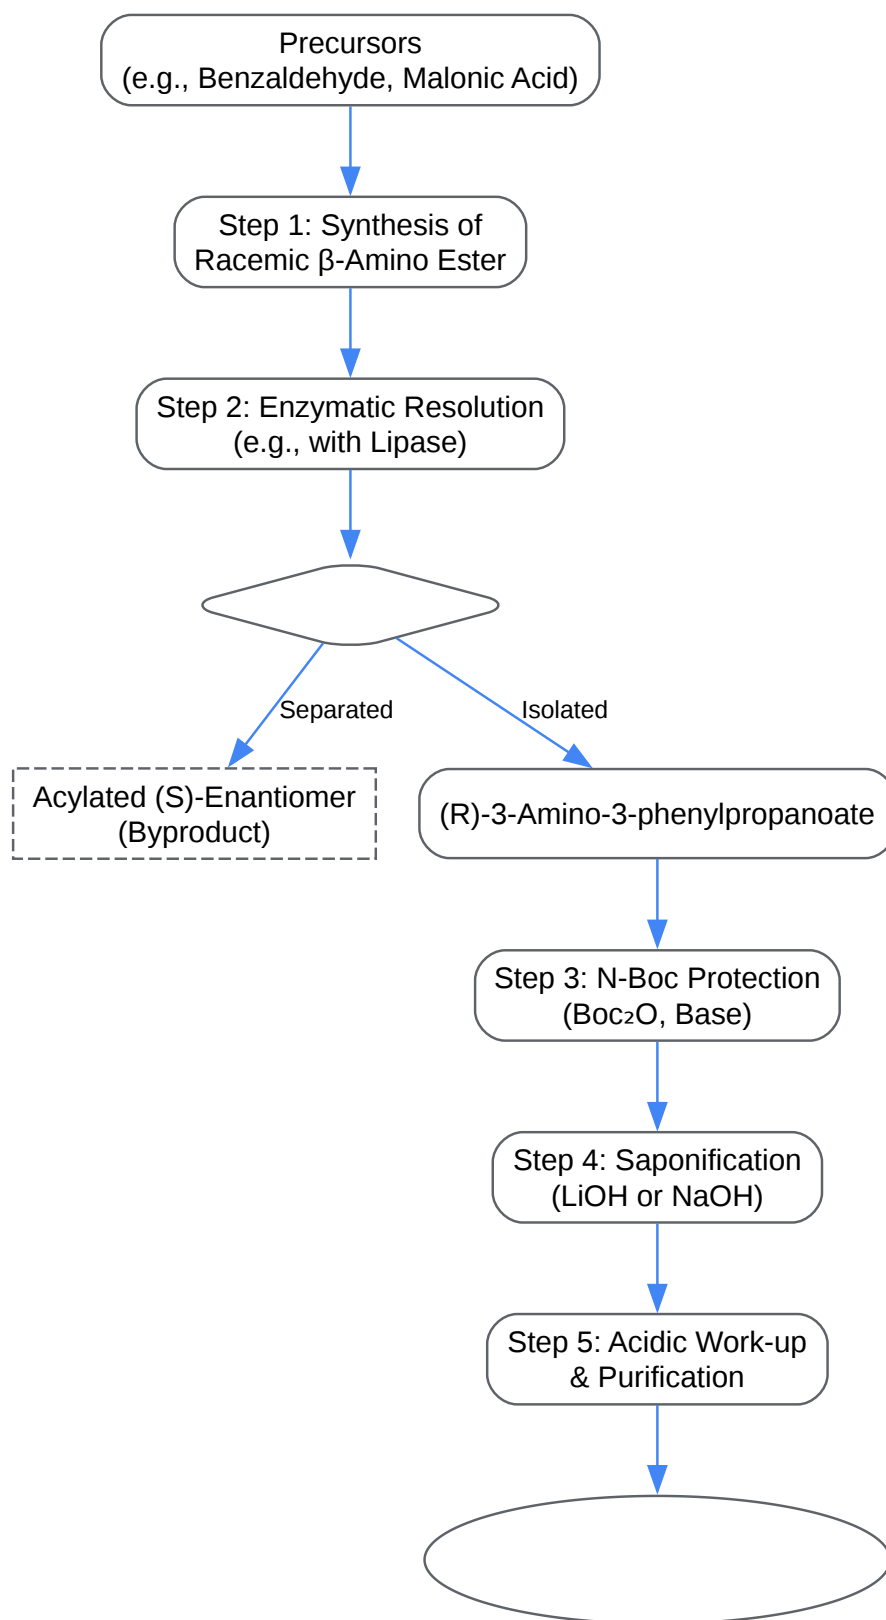 Precursors
(e.g., Benzaldehyde, Malonic Acid)
Step 1: Synthesis of
Racemic β-Amino Ester
Step 2: Enzymatic Resolution
(e.g., with Lipase)
Separated
Isolated
Acylated (S)-Enantiomer
(Byproduct)
(R)-3-Amino-3-phenylpropanoate
Step 3: N-Boc Protection
(Boc₂O, Base)
Step 4: Saponification
(LiOH or NaOH)
Step 5: Acidic Work-up
& Purification